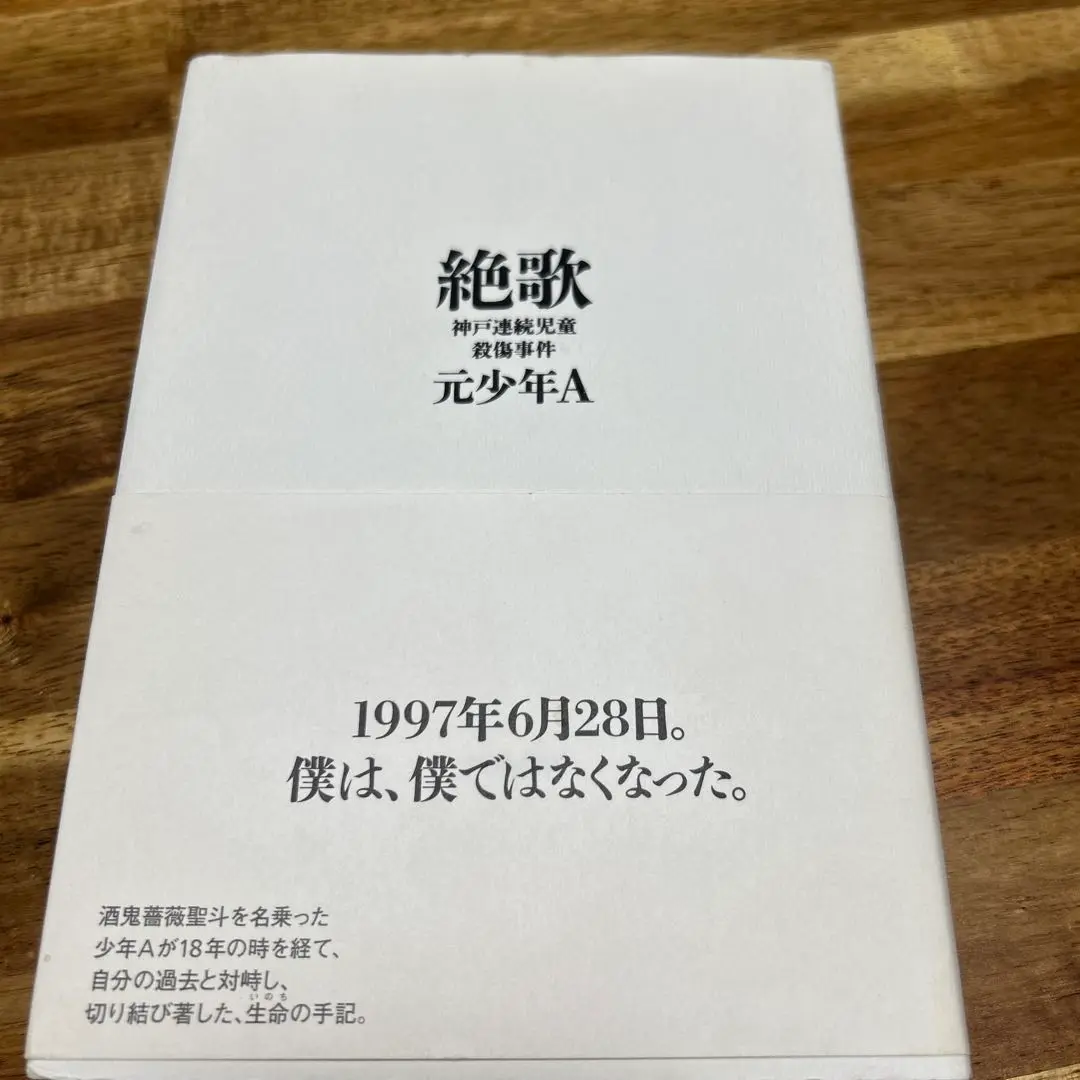 絶歌
神戸連続児童
殺傷事件
元少年A
1997年6月28日。
僕は、僕ではなくなった。
酒鬼薔薇聖斗を名乗った
少年Aが18年の時を経て、
自分の過去と対峙し、
いのち
切り結び著した、生命の手記。